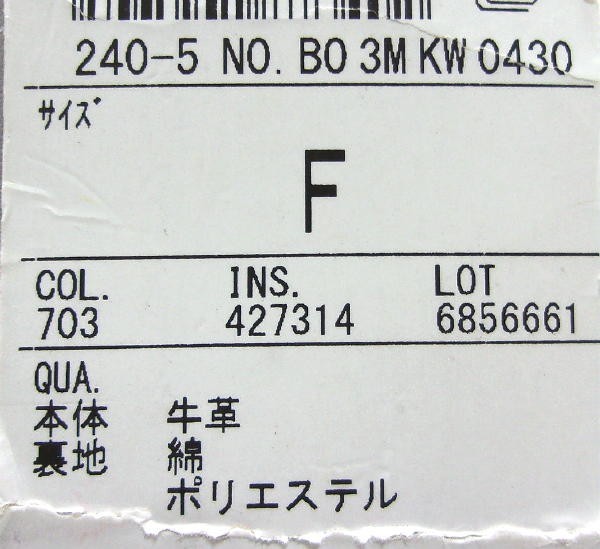 240-5 NO. BO 3M KW 0430
ｻｲｽﾞ
F
COL. INS. LOT
703 427314 6856661
QUA.
本体 牛革
裏地 綿
ポリエステル